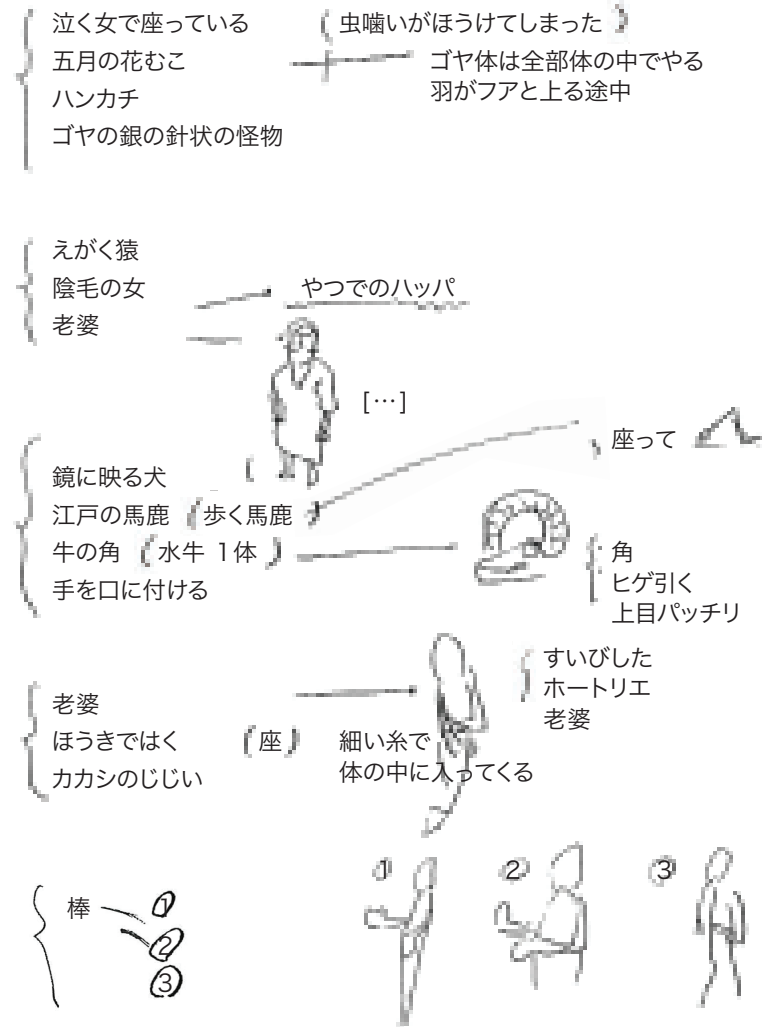 泣く女で座っている (虫噛いがほうけてしまった)
五月の花むこ
ゴヤ体は全部体の中でやる
羽がフアと上る途中
ハンカチ
ゴヤの銀の針状の怪物
えがく猿
陰毛の女
やつでのハッパ
老婆
[…]
座って
鏡に映る犬
江戸の馬鹿 (歩く馬鹿)
牛の角 (水牛 1体)
手を口に付ける
角
ヒゲ引く
上目パッチリ
すいびした
ホートリエ
老婆
老婆
ほうきではく (座)
カカシのじじい
細い糸で
体の中に入ってくる
棒 ①
②
③
① ② ③